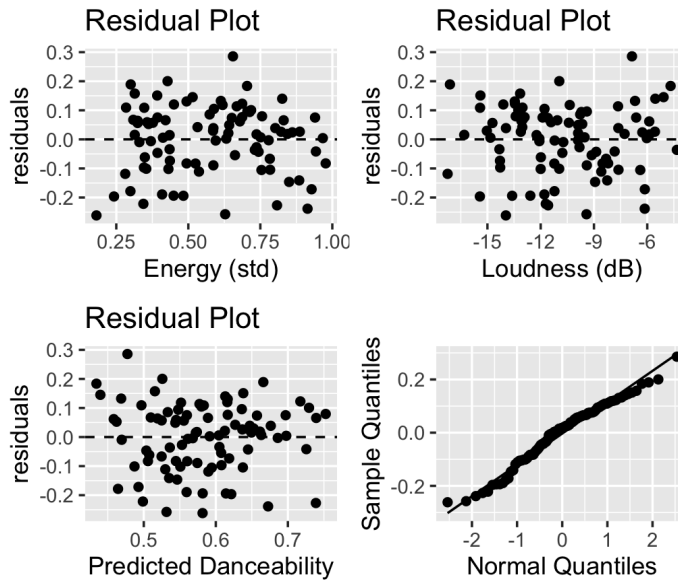 Residual Plot
0.3
0.2
0.1
0.0
-0.1
-0.2
residuals
0.25 0.50 0.75 1.00
Energy (std)
Residual Plot
0.3
0.2
0.1
0.0
-0.1
-0.2
residuals
-15 -12 -9 -6
Loudness (dB)
Residual Plot
0.3
0.2
0.1
0.0
-0.1
-0.2
residuals
0.5 0.6 0.7
Predicted Danceability
0.2
0.0
-0.2
Sample Quantiles
-2 -1 0 1 2
Normal Quantiles